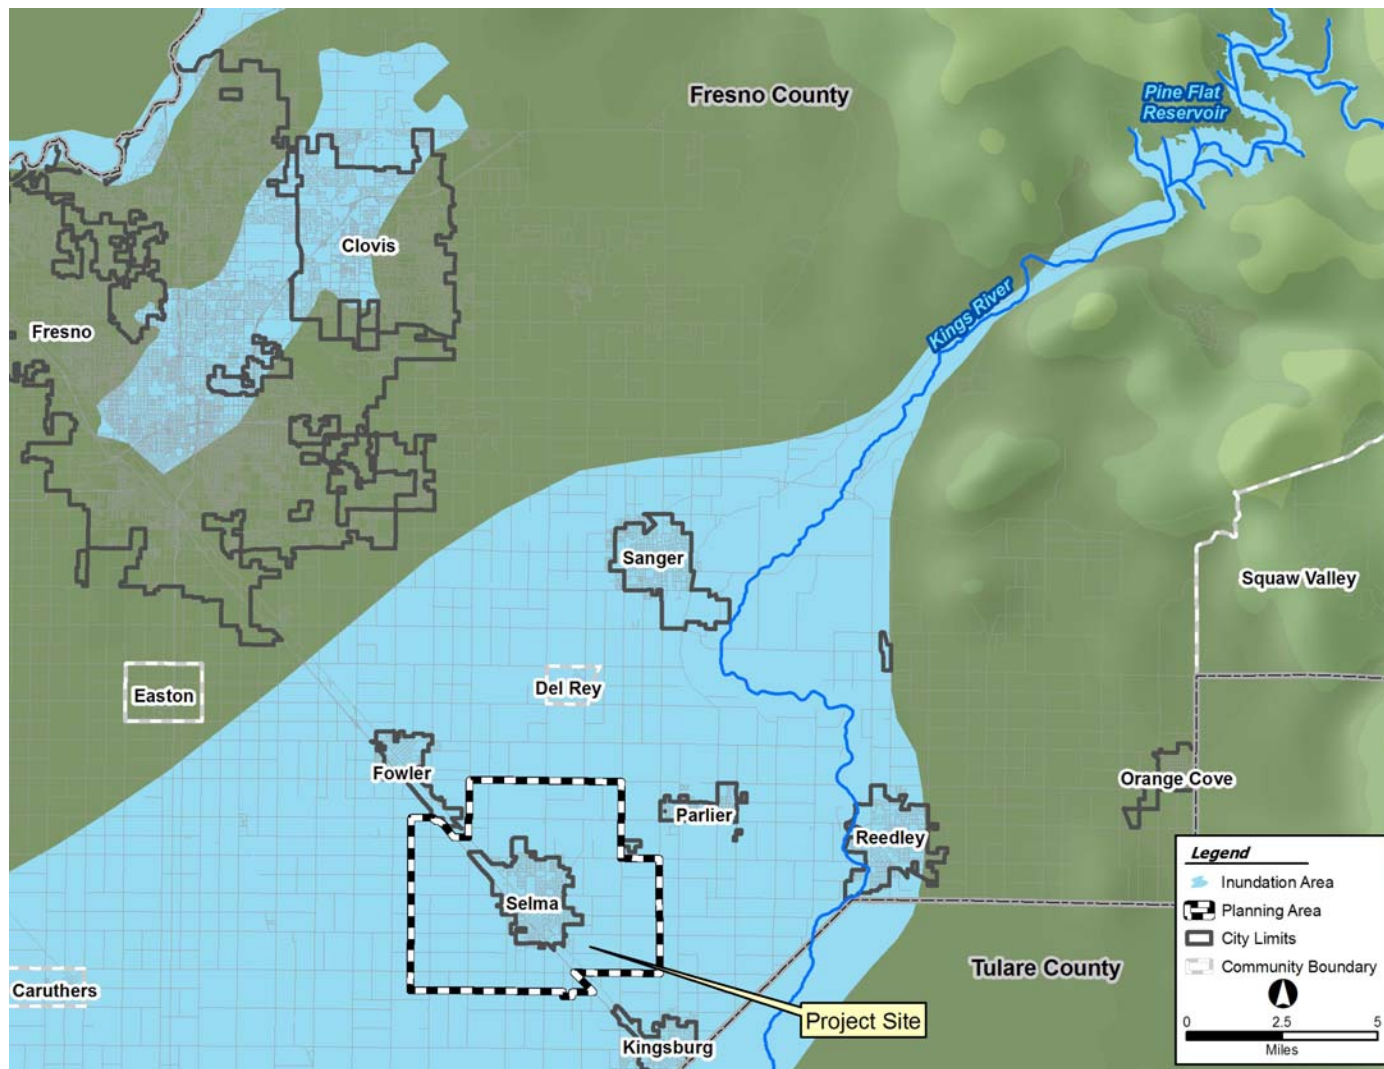 Fresno County
Pine Flat
Reservoir
Clovis
Kings River
Fresno
Sanger
Squaw Valley
Easton
Del Rey
Fowler
Orange Cove
Parlier
Reedley
Selma
Caruthers
Tulare County
Project Site
Kingsburg
Legend
Inundation Area
Planning Area
City Limits
Community Boundary
0 2.5 5
Miles